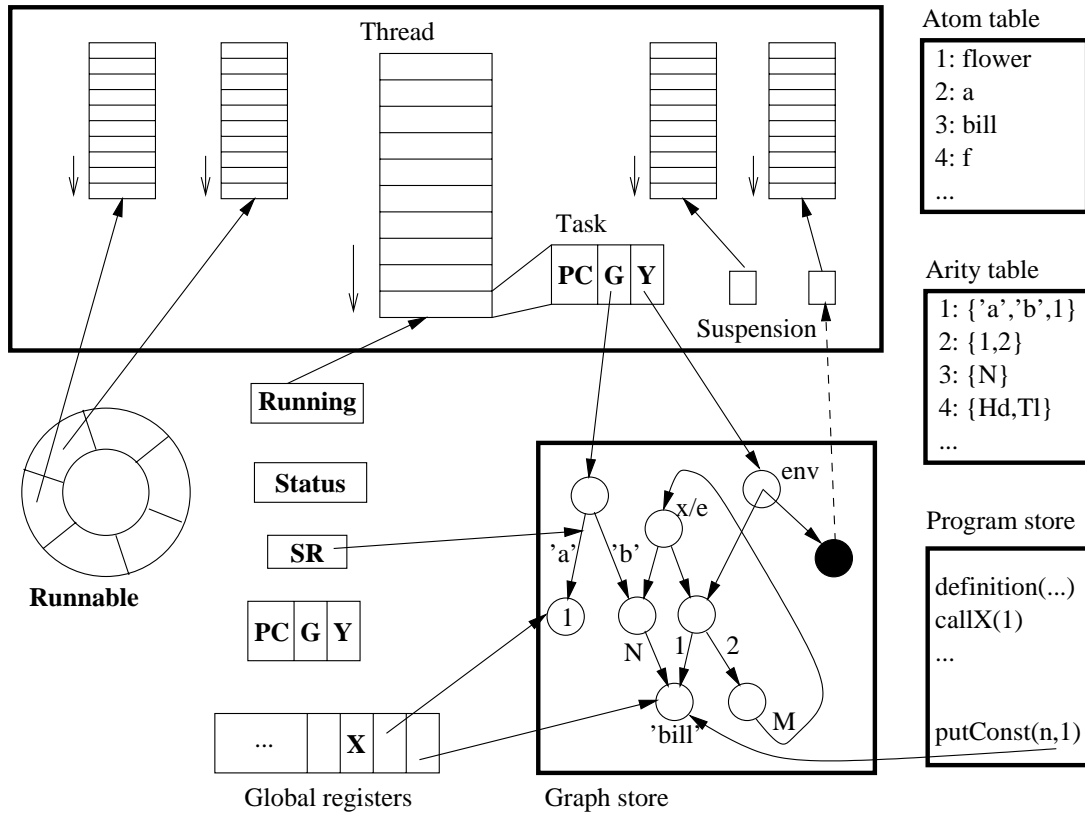 Thread
Task
PC G Y
Suspension
Atom table
1: flower
2: a
3: bill
4: f
...
Arity table
1: {'a','b',1}
2: {1,2}
3: {N}
4: {Hd,Tl}
...
Running
Status
SR
PC G Y
Runnable
... X
Global registers
env
x/e
'a' 'b'
1
N 1 2
'bill' M
Graph store
Program store
definition(...)
callX(1)
...
putConst(n,1)